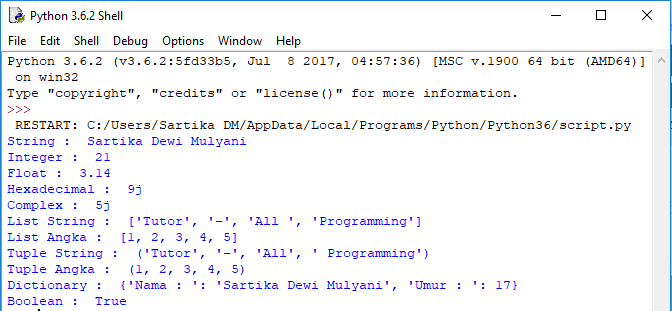 Python 3.6.2 Shell
File Edit Shell Debug Options Window Help
Python 3.6.2 (v3.6.2:5fd33b5, Jul  8 2017, 04:57:36) [MSC v.1900 64 bit (AMD64)]
 on win32
Type "copyright", "credits" or "license()" for more information.
>>>
 RESTART: C:/Users/Sartika DM/AppData/Local/Programs/Python/Python36/script.py
String :  Sartika Dewi Mulyani
Integer :  21
Float :  3.14
Hexadecimal :  9j
Complex :  5j
List String :  ['Tutor', '-', 'All ', 'Programming']
List Angka :  [1, 2, 3, 4, 5]
Tuple String :  ('Tutor', '-', 'All', ' Programming')
Tuple Angka :  (1, 2, 3, 4, 5)
Dictionary :  {'Nama : ': 'Sartika Dewi Mulyani', 'Umur : ': 17}
Boolean :  True